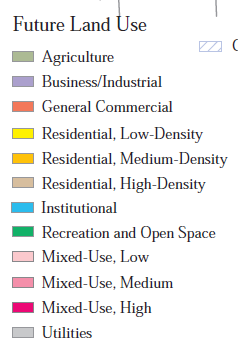 Future Land Use
Agriculture
Business/Industrial
General Commercial
Residential, Low-Density
Residential, Medium-Density
Residential, High-Density
Institutional
Recreation and Open Space
Mixed-Use, Low
Mixed-Use, Medium
Mixed-Use, High
Utilities